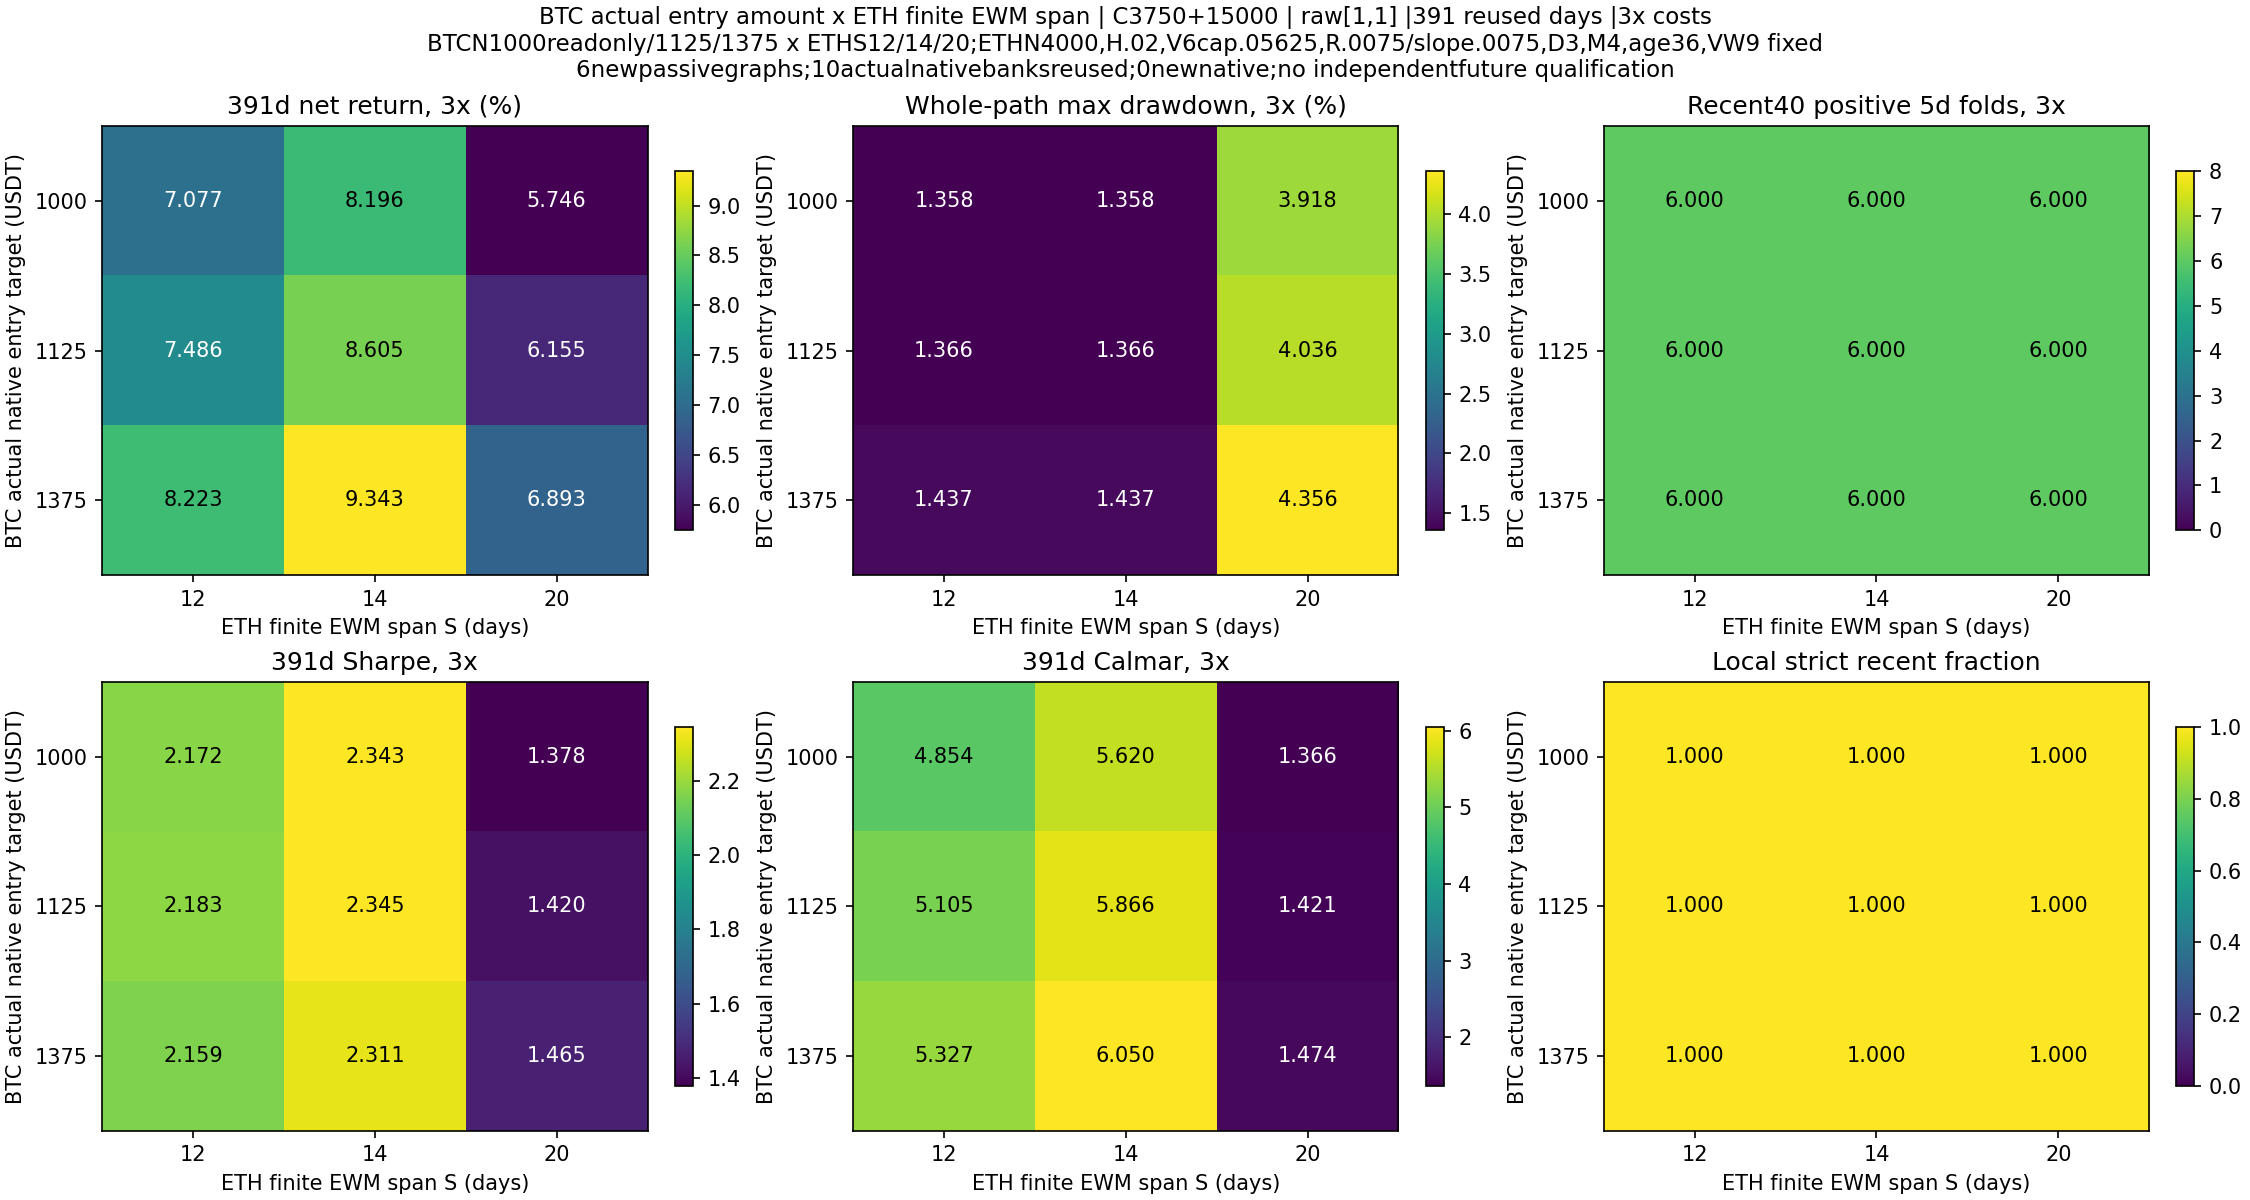 BTC actual entry amount x ETH finite EWM span | C3750+15000 | raw[1,1] |391 reused days |3x costs
BTCN1000readonly/1125/1375 x ETHS12/14/20;ETHN4000,H.02,V6cap.05625,R.0075/slope.0075,D3,M4,age36,VW9 fixed
6newpassivegraphs;10actualnativebanksreused;0newnative;no independentfuture qualification
391d net return, 3x (%)
BTC actual native entry target (USDT)
1000
7.077 8.196 5.746
1125
7.486 8.605 6.155
1375
8.223 9.343 6.893
12 14 20
ETH finite EWM span S (days)
9.0
8.5
8.0
7.5
7.0
6.5
6.0
Whole-path max drawdown, 3x (%)
BTC actual native entry target (USDT)
1000
1.358 1.358 3.918
1125
1.366 1.366 4.036
1375
1.437 1.437 4.356
12 14 20
ETH finite EWM span S (days)
4.0
3.5
3.0
2.5
2.0
1.5
Recent40 positive 5d folds, 3x
BTC actual native entry target (USDT)
1000
6.000 6.000 6.000
1125
6.000 6.000 6.000
1375
6.000 6.000 6.000
12 14 20
ETH finite EWM span S (days)
8
7
6
5
4
3
2
1
0
391d Sharpe, 3x
BTC actual native entry target (USDT)
1000
2.172 2.343 1.378
1125
2.183 2.345 1.420
1375
2.159 2.311 1.465
12 14 20
ETH finite EWM span S (days)
2.2
2.0
1.8
1.6
1.4
391d Calmar, 3x
BTC actual native entry target (USDT)
1000
4.854 5.620 1.366
1125
5.105 5.866 1.421
1375
5.327 6.050 1.474
12 14 20
ETH finite EWM span S (days)
6
5
4
3
2
Local strict recent fraction
BTC actual native entry target (USDT)
1000
1.000 1.000 1.000
1125
1.000 1.000 1.000
1375
1.000 1.000 1.000
12 14 20
ETH finite EWM span S (days)
1.0
0.8
0.6
0.4
0.2
0.0